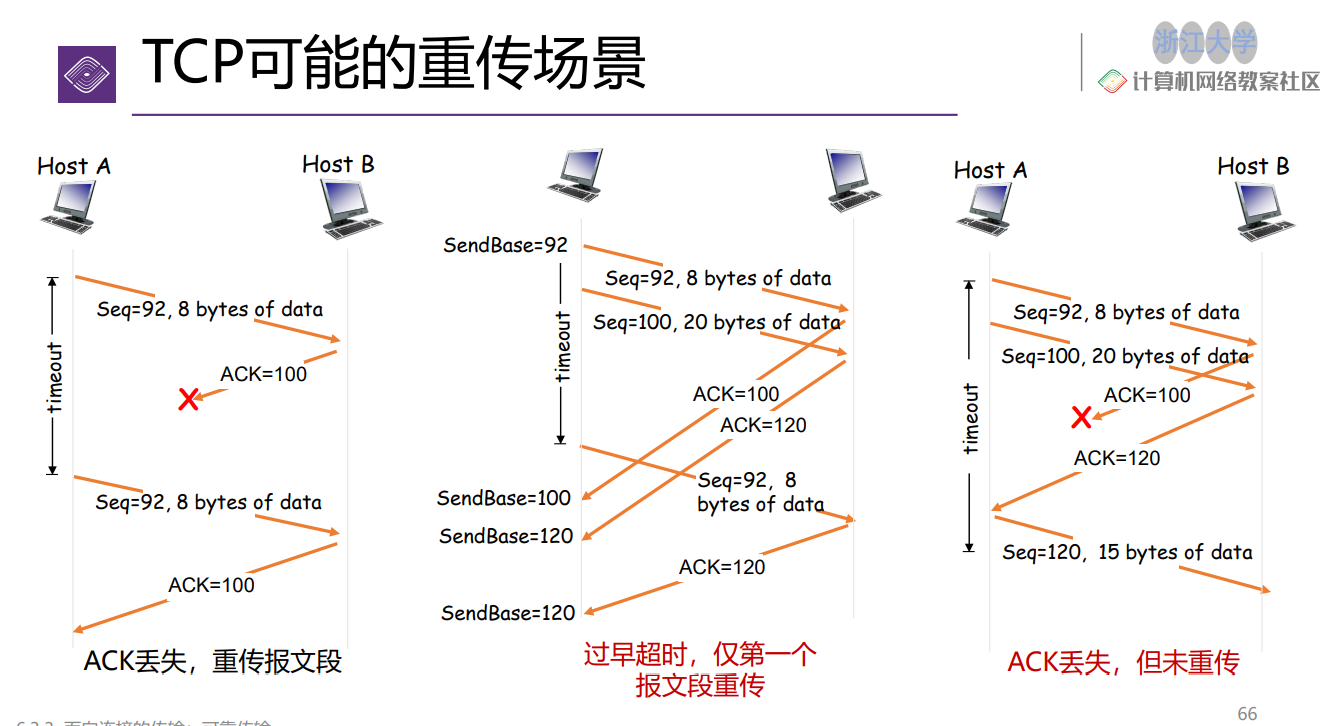 TCP可能的重传场景
浙江大学
计算机网络教案社区
Host A
Host B
timeout
Seq=92, 8 bytes of data
ACK=100
X
Seq=92, 8 bytes of data
ACK=100
ACK丢失，重传报文段
SendBase=92
timeout
Seq=92, 8 bytes of data
Seq=100, 20 bytes of data
ACK=100
ACK=120
Seq=92, 8
bytes of data
SendBase=100
SendBase=120
ACK=120
SendBase=120
过早超时，仅第一个
报文段重传
Host A
Host B
timeout
Seq=92, 8 bytes of data
Seq=100, 20 bytes of data
ACK=100
X
ACK=120
Seq=120, 15 bytes of data
ACK丢失，但未重传
66